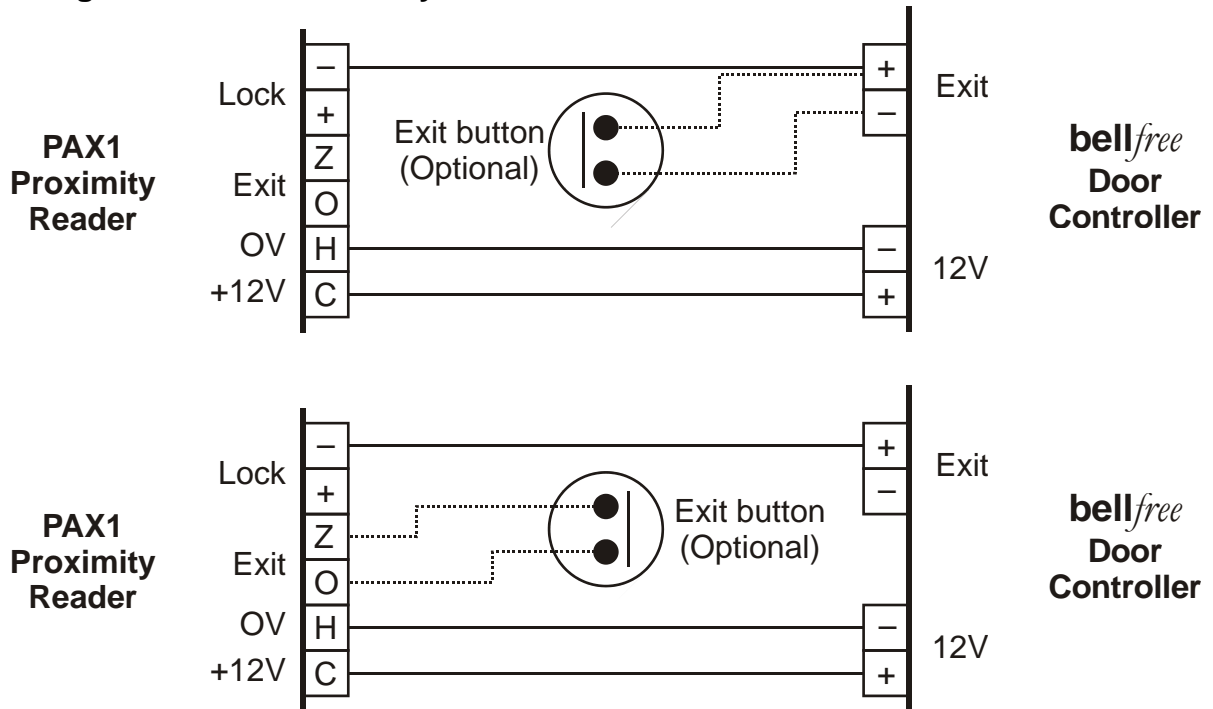 –
Lock
+
Exit button
(Optional)
PAX1
Proximity
Reader
Z
Exit
O
OV
H
+12V
C
+
Exit
–
bellfree
Door
Controller
–
12V
+
–
Lock
+
PAX1
Proximity
Reader
Z
Exit
O
OV
H
+12V
C
Exit button
(Optional)
+
Exit
–
bellfree
Door
Controller
–
12V
+